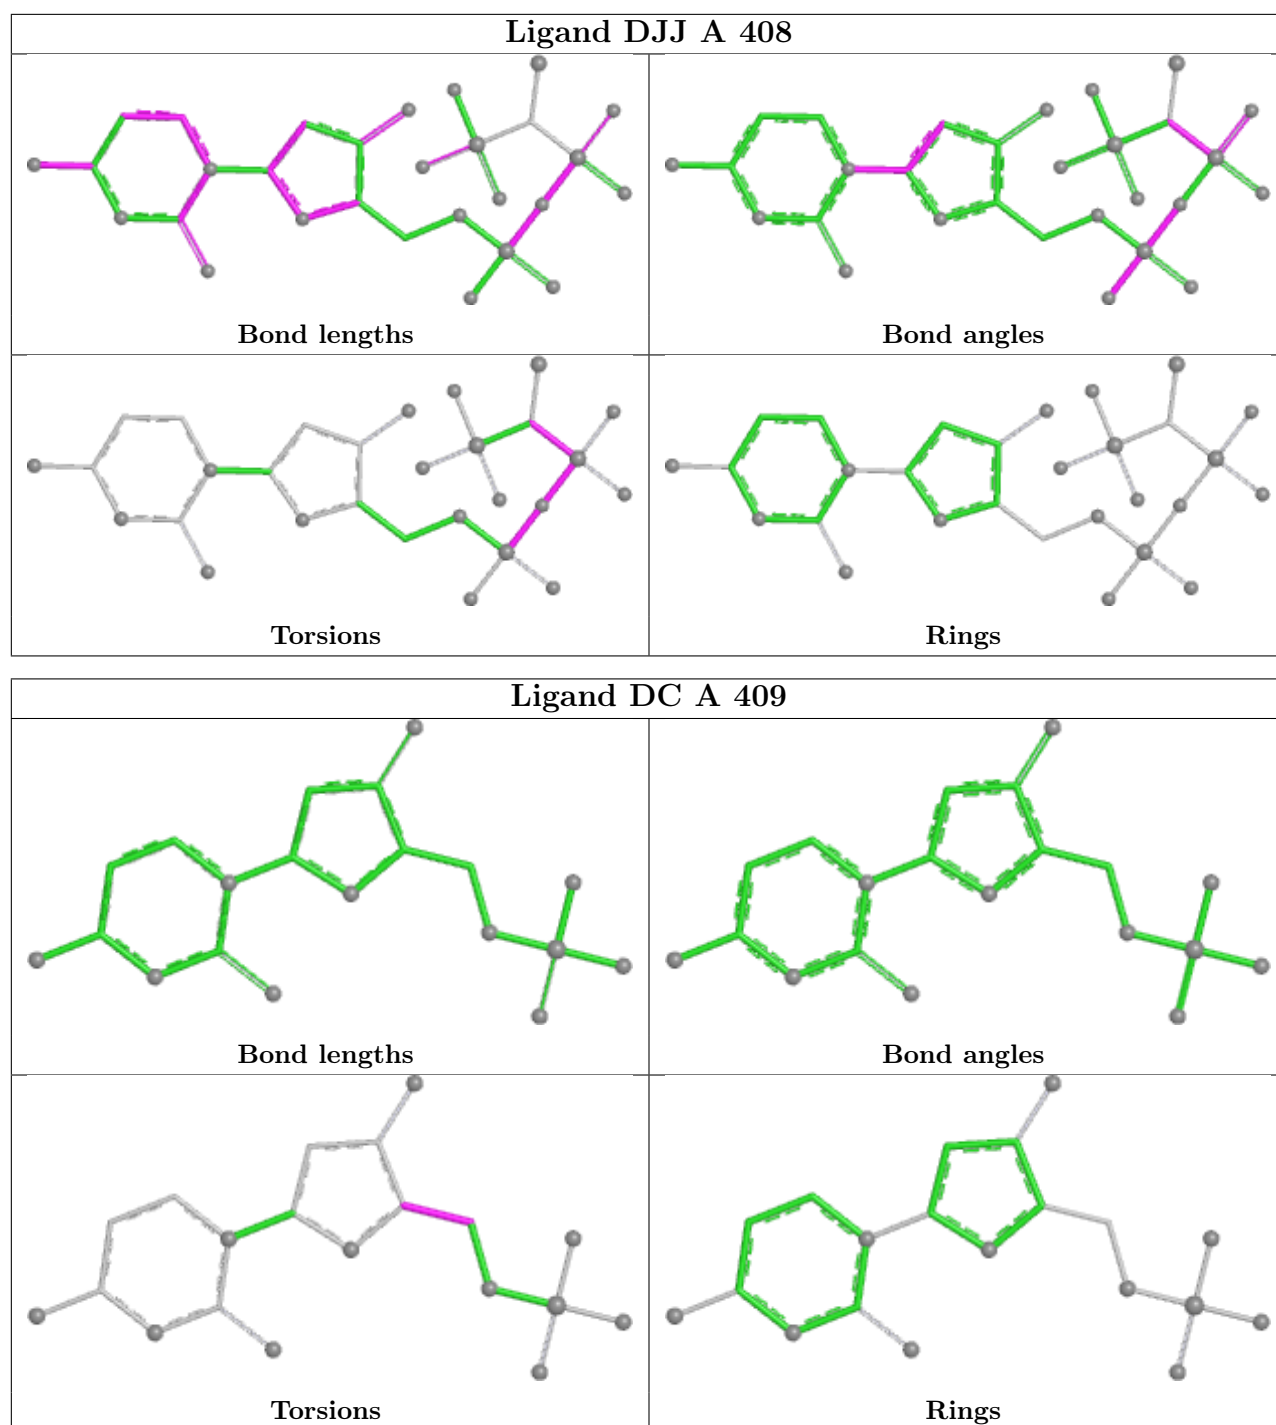 Ligand DJJ A 408
Bond lengths
Bond angles
Torsions
Rings
Ligand DC A 409
Bond lengths
Bond angles
Torsions
Rings